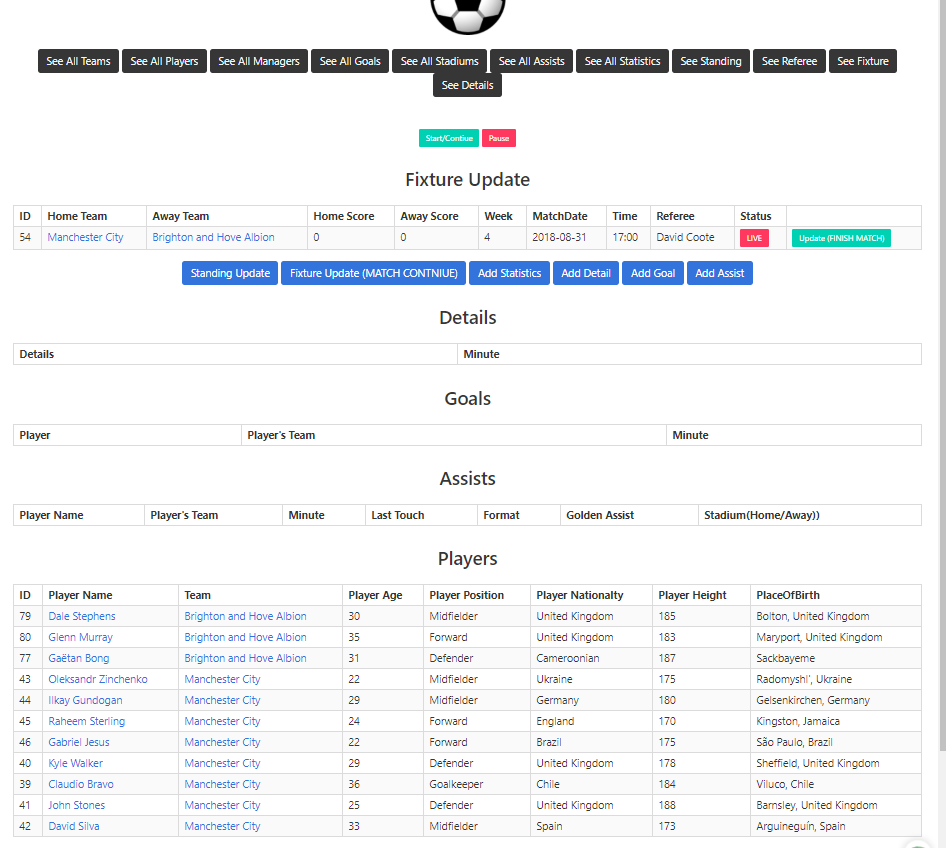 See All Teams See All Players See All Managers See All Goals See All Stadiums See All Assists See All Statistics See Standing See Referee See Fixture
See Details
Start/Contiue Pause
Fixture Update
ID Home Team Away Team Home Score Away Score Week MatchDate Time Referee Status
54 Manchester City Brighton and Hove Albion 0 0 4 2018-08-31 17:00 David Coote LIVE Update (FINISH MATCH)
Standing Update Fixture Update (MATCH CONTNIUE) Add Statistics Add Detail Add Goal Add Assist
Details
Details Minute
Goals
Player Player's Team Minute
Assists
Player Name Player's Team Minute Last Touch Format Golden Assist Stadium(Home/Away))
Players
ID Player Name Team Player Age Player Position Player Nationalty Player Height PlaceOfBirth
79 Dale Stephens Brighton and Hove Albion 30 Midfielder United Kingdom 185 Bolton, United Kingdom
80 Glenn Murray Brighton and Hove Albion 35 Forward United Kingdom 183 Maryport, United Kingdom
77 Gaëtan Bong Brighton and Hove Albion 31 Defender Cameroonian 187 Sackbayeme
43 Oleksandr Zinchenko Manchester City 22 Midfielder Ukraine 175 Radomyshl', Ukraine
44 Ilkay Gundogan Manchester City 29 Midfielder Germany 180 Gelsenkirchen, Germany
45 Raheem Sterling Manchester City 24 Forward England 170 Kingston, Jamaica
46 Gabriel Jesus Manchester City 22 Forward Brazil 175 São Paulo, Brazil
40 Kyle Walker Manchester City 29 Defender United Kingdom 178 Sheffield, United Kingdom
39 Claudio Bravo Manchester City 36 Goalkeeper Chile 184 Viluco, Chile
41 John Stones Manchester City 25 Defender United Kingdom 188 Barnsley, United Kingdom
42 David Silva Manchester City 33 Midfielder Spain 173 Arguineguín, Spain